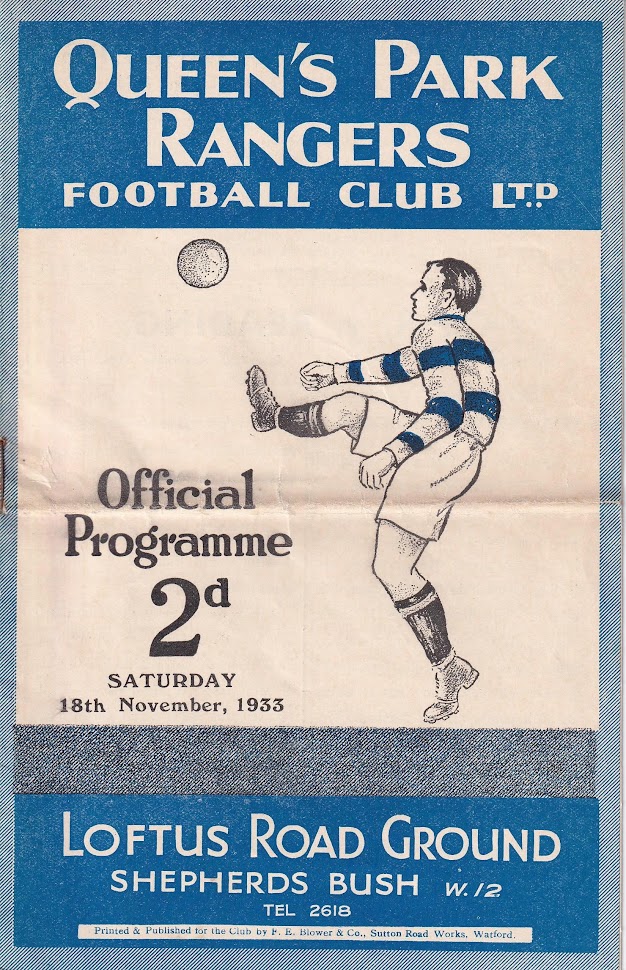 QUEEN'S PARK
RANGERS
FOOTBALL CLUB LTD
Official
Programme
2d
SATURDAY
18th November, 1933
LOFTUS ROAD GROUND
SHEPHERDS BUSH W.12
TEL 2618
Printed & Published for the Club by F. E. Blower & Co., Sutton Road Works, Watford.